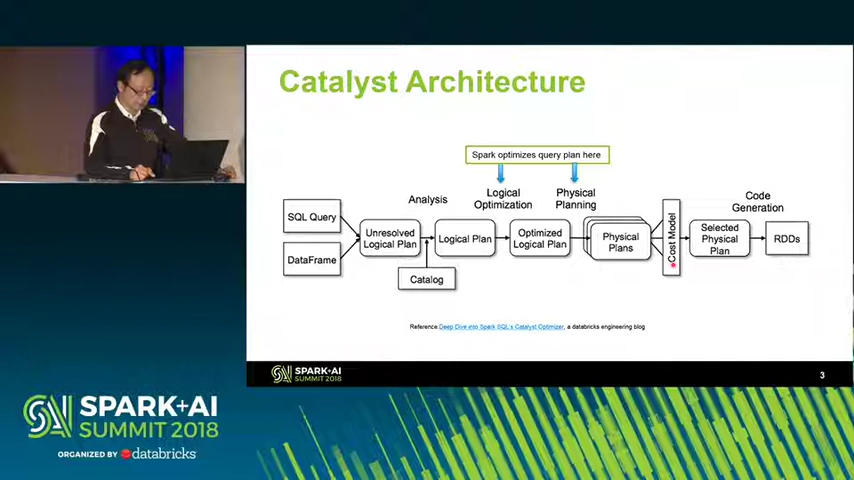 Catalyst Architecture
Spark optimizes query plan here
Analysis
Logical
Optimization
Physical
Planning
Code
Generation
SQL Query
DataFrame
Unresolved
Logical Plan
Logical Plan
Optimized
Logical Plan
Physical
Plans
Cost Model
Selected
Physical
Plan
RDDs
Catalog
Reference:Deep Dive into Spark SQL's Catalyst Optimizer, a databricks engineering blog
SPARK+AI
SUMMIT 2018
3
SPARK+AI
SUMMIT 2018
ORGANIZED BY databricks